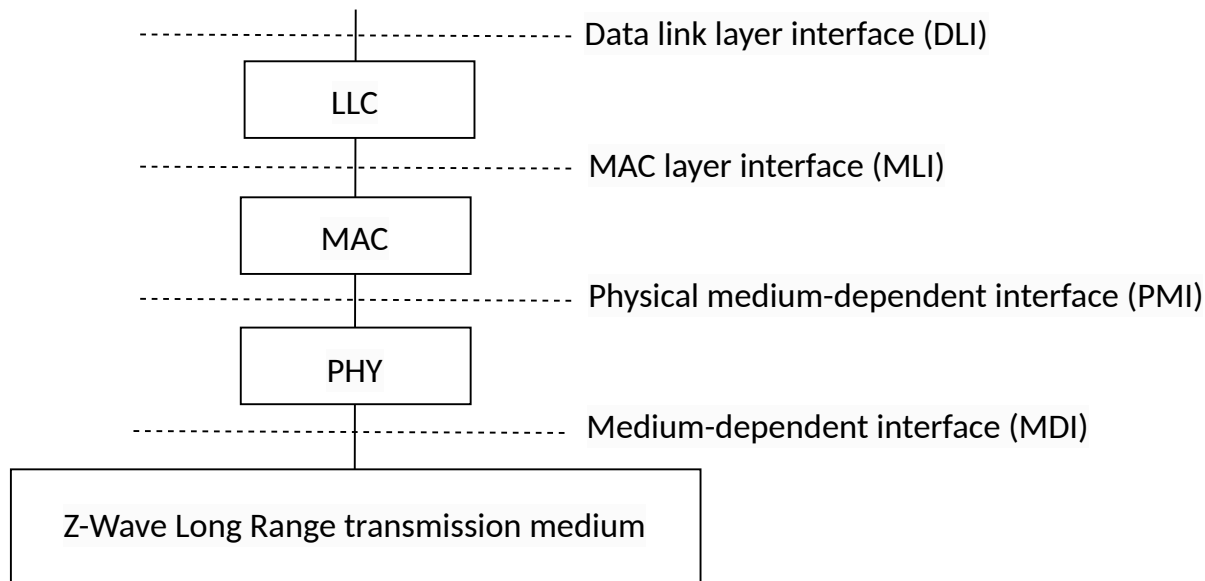 Data link layer interface (DLI)
LLC
MAC layer interface (MLI)
MAC
Physical medium-dependent interface (PMI)
PHY
Medium-dependent interface (MDI)
Z-Wave Long Range transmission medium